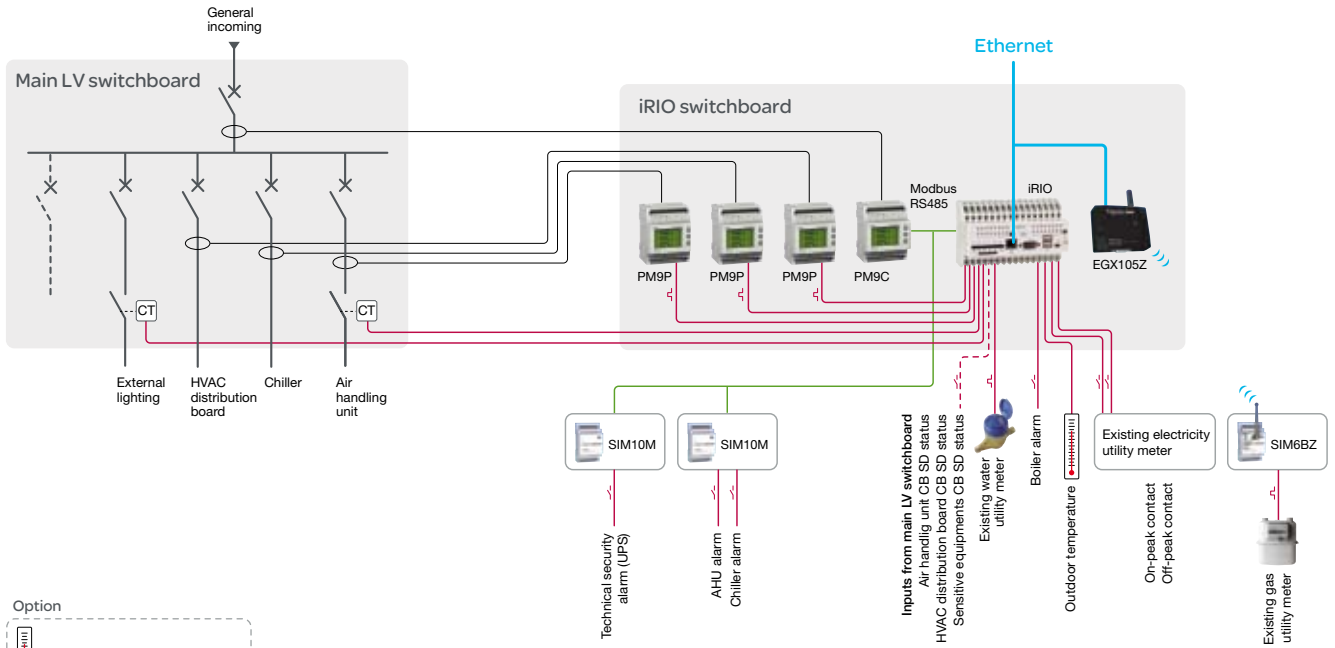 General
incoming
Ethernet
Main LV switchboard
iRIO switchboard
Modbus
RS485
iRIO
PM9P
PM9P
PM9P
PM9C
EGX105Z
CT
CT
External
lighting
HVAC
distribution
board
Chiller
Air
handling
unit
SIM10M
SIM10M
Existing electricity
utility meter
SIM6BZ
Technical security
alarm (UPS)
AHU alarm
Chiller alarm
Inputs from main LV switchboard
Air handlig unit CB SD status
HVAC distribution board CB SD status
Sensitive equipments CB SD status
Existing water
utility meter
Boiler alarm
Outdoor temperature
On-peak contact
Off-peak contact
Existing gas
utility meter
Option